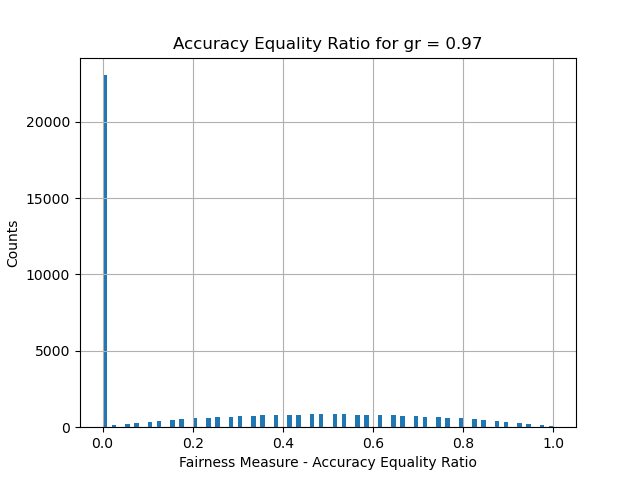 Accuracy Equality Ratio for gr = 0.97
Counts
20000
15000
10000
5000
0
0.0 0.2 0.4 0.6 0.8 1.0
Fairness Measure - Accuracy Equality Ratio